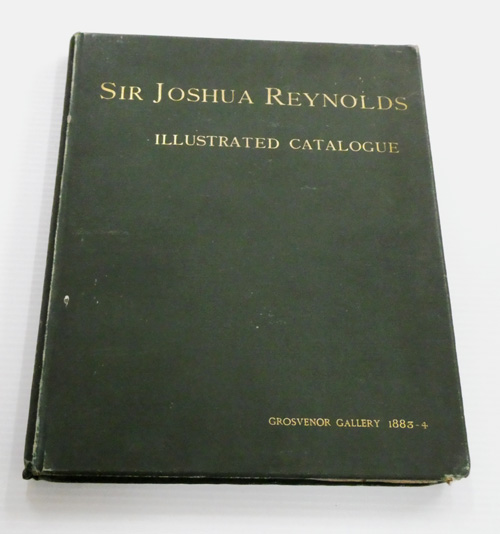 SIR JOSHUA REYNOLDS
ILLUSTRATED CATALOGUE
GROSVENOR GALLERY 1883-4